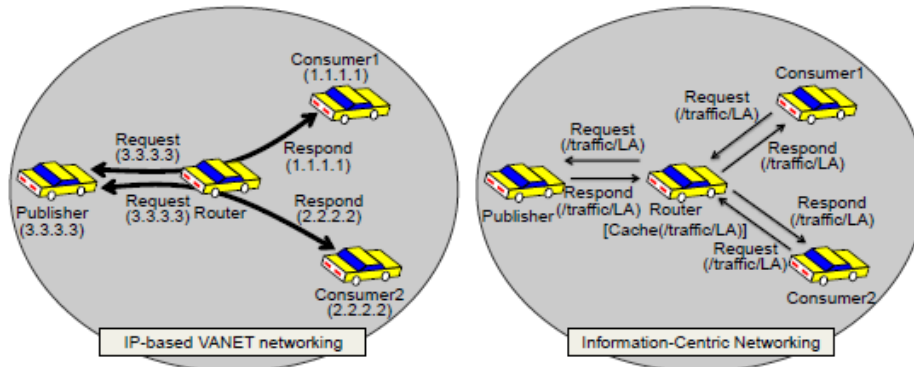 Consumer1
(1.1.1.1)
Request
(3.3.3.3)
Respond
(1.1.1.1)
Publisher
(3.3.3.3)
Request
(3.3.3.3)
Router
Respond
(2.2.2.2)
Consumer2
(2.2.2.2)
IP-based VANET networking
Consumer1
Request
(/traffic/LA)
Request
(/traffic/LA)
Respond
(/traffic/LA)
Publisher
Respond
(/traffic/LA)
Router
[Cache(/traffic/LA)]
Respond
(/traffic/LA)
Request
(/traffic/LA)
Consumer2
Information-Centric Networking